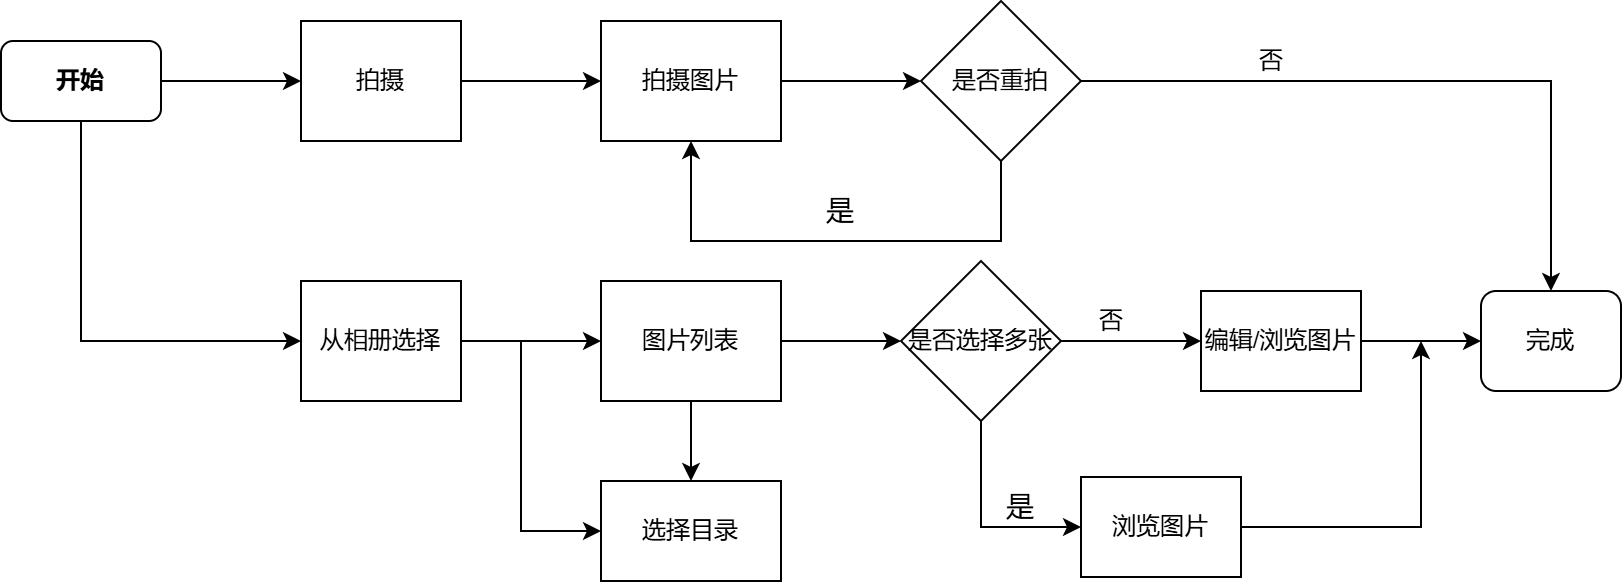 开始
拍摄
拍摄图片
是否重拍
否
是
从相册选择
图片列表
是否选择多张
否
编辑/浏览图片
完成
是
选择目录
浏览图片